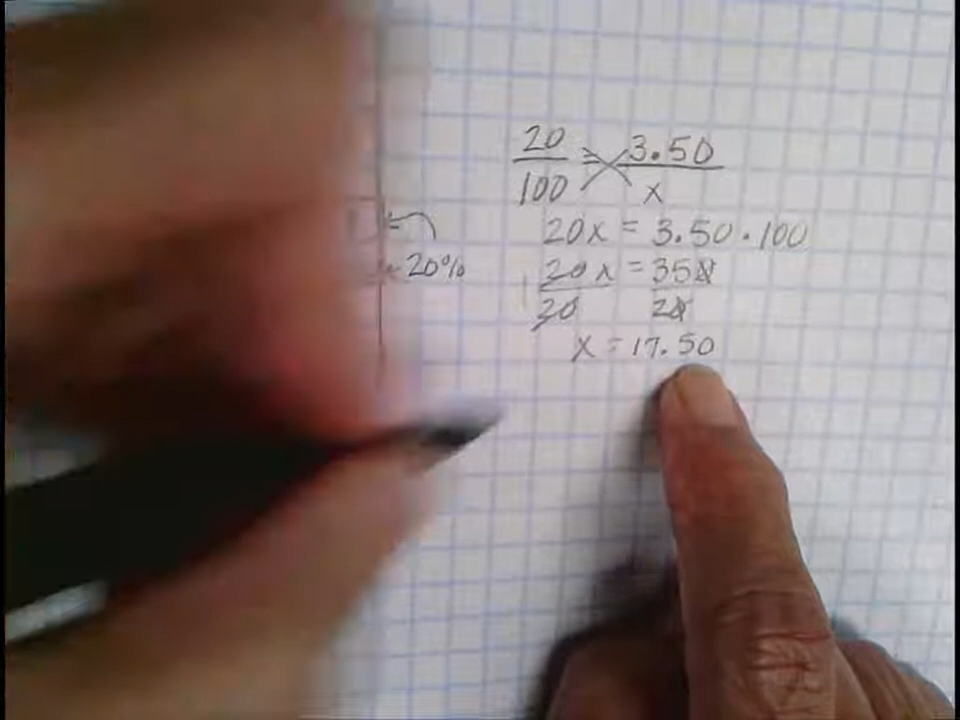 20/100 = 3.50/x
20x = 3.50 · 100
20x/20 = 350/20
x = 17.50
20%